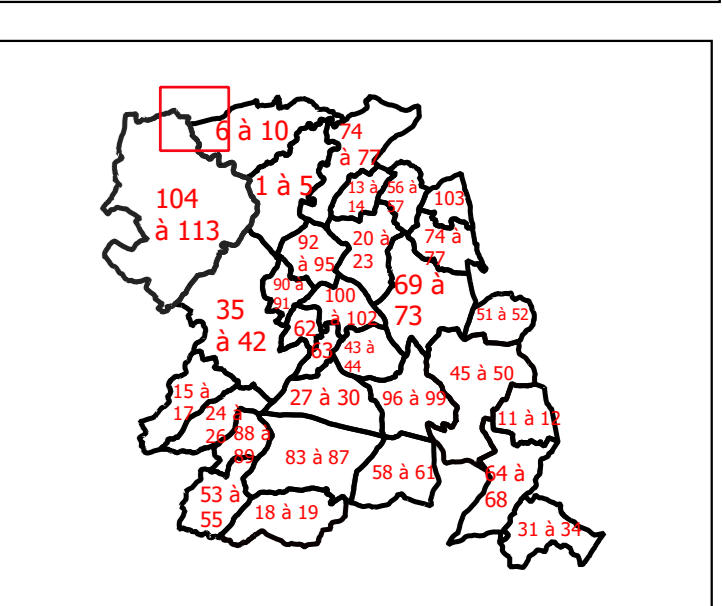 6 à 10
74
à 77
1 à 5
104
à 113
13 à
14
56 à
57
103
92
à 95
20 à
23
74 à
77
90 à
91
100
à 102
69 à
73
35
à 42
62
63
43 à
44
51 à 52
45 à 50
15 à
17
24 à
26
88 à
89
27 à 30
96 à 99
11 à 12
83 à 87
58 à 61
64 à
68
53 à
55
18 à 19
31 à 34